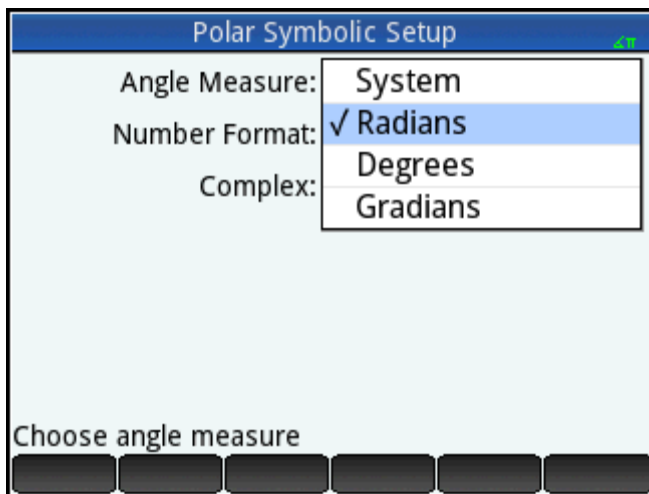 Polar Symbolic Setup
∡π
Angle Measure:
System
√ Radians
Number Format:
Degrees
Complex:
Gradians
Choose angle measure